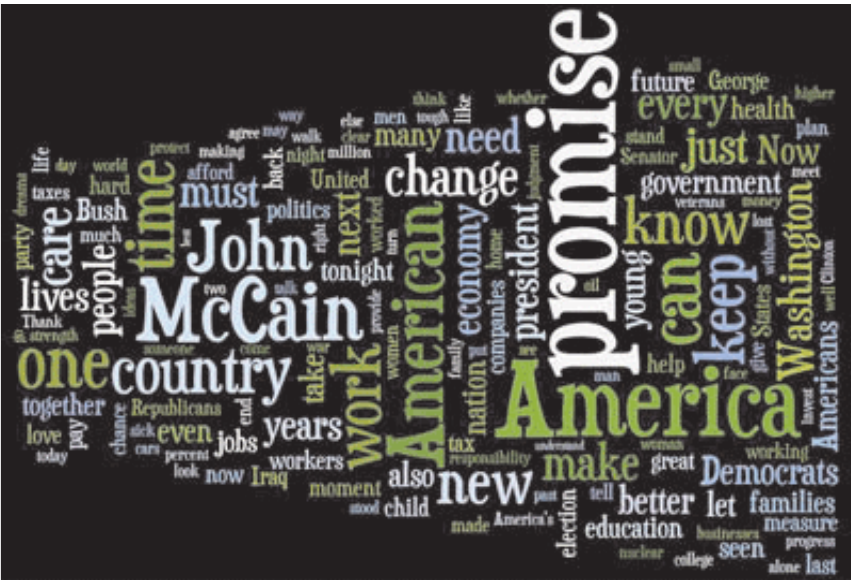 promise
small
future
George
higher
every
health
think
whether
like
tough
men
else
way
clear
many
need
plan
stand
Senator
just
Now
meet
agree
may
walk
back
night
million
protect
making
life
day
world
hard
taxes
dreams
party
care
Bush
much
people
time
afford
must
politics
United
next
worked
change
judgment
government
veterans
money
lost
without
Washington
know
John
right
tonight
turn
American
economy
home
president
companies
young
oil
can
keep
give
States
well
Clinton
lives
Thank
strength
ideas
best
McCain
two
talk
provide
war
women
family
put
see
man
help
face
one
country
someone
come
take
work
nation
America
invest
Americans
together
Republicans
end
chance
love
pay
today
sick
even
cars
percent
look
now
jobs
years
workers
Iraq
moment
stood
also
child
tax
responsibility
new
understand
make
woman
great
working
Democrats
past
made
America's
election
tell
better
let
families
measure
education
businesses
progress
nuclear
college
seen
alone
last